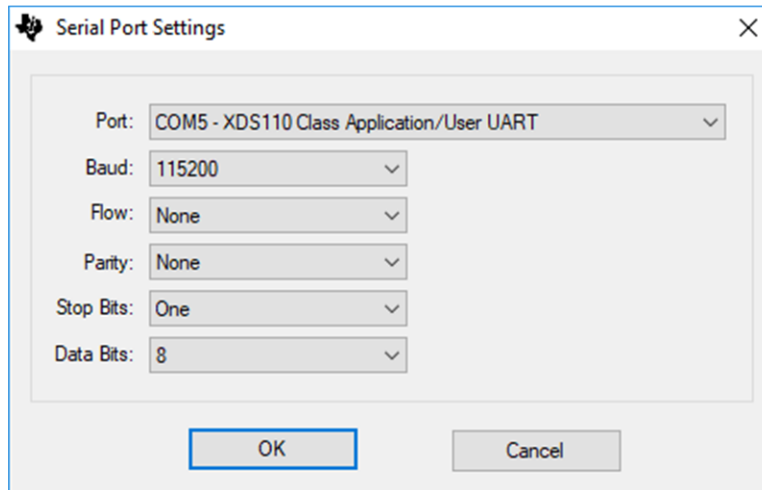 Serial Port Settings
Port: COM5 - XDS110 Class Application/User UART
Baud: 115200
Flow: None
Parity: None
Stop Bits: One
Data Bits: 8
OK Cancel